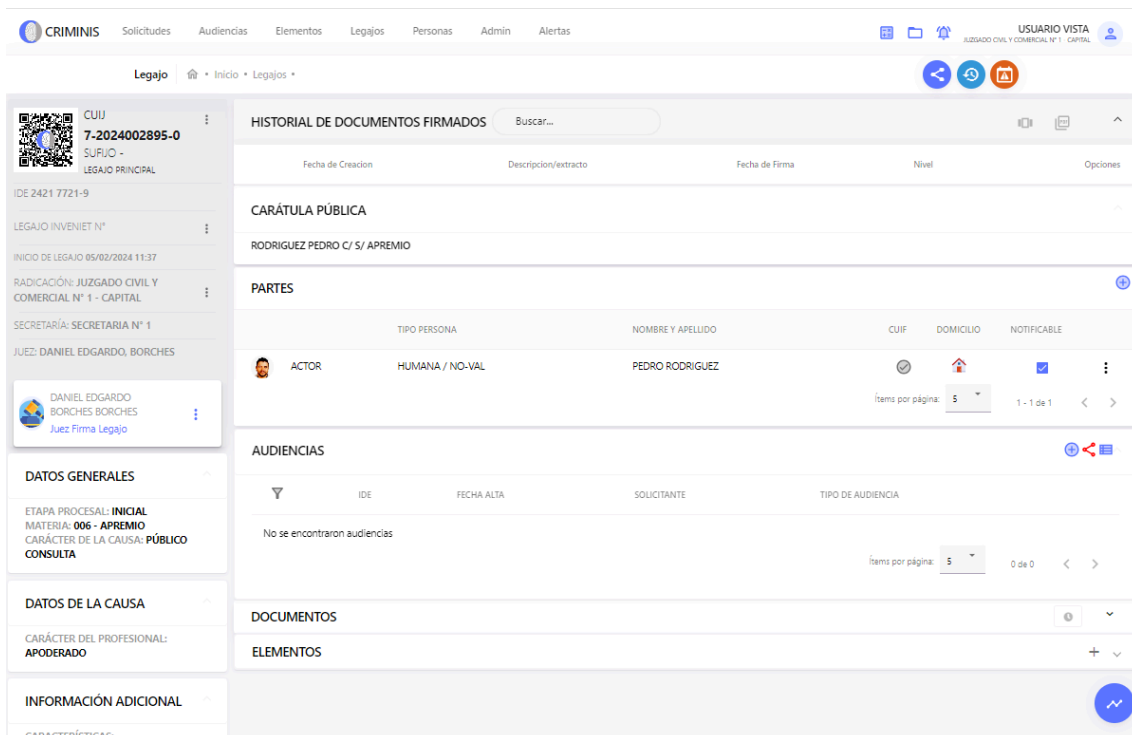 CRIMINIS Solicitudes Audiencias Elementos Legajos Personas Admin Alertas USUARIO VISTA
JUZGADO CIVIL Y COMERCIAL N° 1 - CAPITAL
Legajo Inicio • Legajos •
CUIJ
7-2024002895-0
SUFIJO -
LEGAJO PRINCIPAL
IDE 2421 7721-9
LEGAJO INVENIET N°
INICIO DE LEGAJO 05/02/2024 11:37
RADICACIÓN: JUZGADO CIVIL Y
COMERCIAL N° 1 - CAPITAL
SECRETARÍA: SECRETARIA N° 1
JUEZ: DANIEL EDGARDO, BORCHES
DANIEL EDGARDO
BORCHES BORCHES
Juez Firma Legajo
DATOS GENERALES
ETAPA PROCESAL: INICIAL
MATERIA: 006 - APREMIO
CARÁCTER DE LA CAUSA: PÚBLICO
CONSULTA
DATOS DE LA CAUSA
CARÁCTER DEL PROFESIONAL:
APODERADO
INFORMACIÓN ADICIONAL
CARACTERÍSTICAS:
HISTORIAL DE DOCUMENTOS FIRMADOS Buscar...
Fecha de Creacion Descripcion/extracto Fecha de Firma Nivel Opciones
CARÁTULA PÚBLICA
RODRIGUEZ PEDRO C/ S/ APREMIO
PARTES
TIPO PERSONA NOMBRE Y APELLIDO CUIF DOMICILIO NOTIFICABLE
ACTOR HUMANA / NO-VAL PEDRO RODRIGUEZ
Ítems por página: 5 1 - 1 de 1
AUDIENCIAS
IDE FECHA ALTA SOLICITANTE TIPO DE AUDIENCIA
No se encontraron audiencias
Ítems por página: 5 0 de 0
DOCUMENTOS
ELEMENTOS